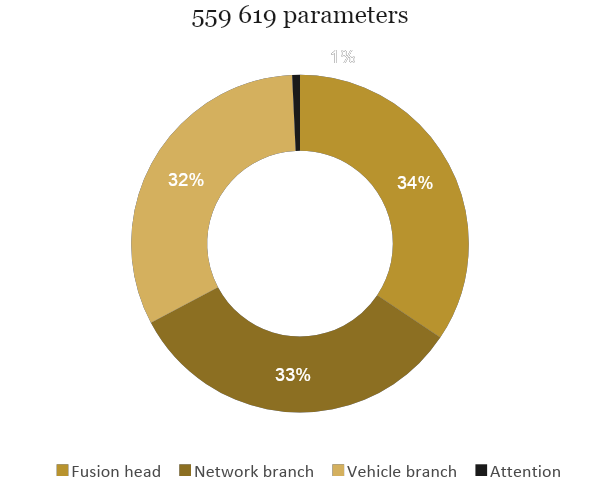 559 619 parameters
1%
32%
34%
33%
Fusion head Network branch Vehicle branch Attention